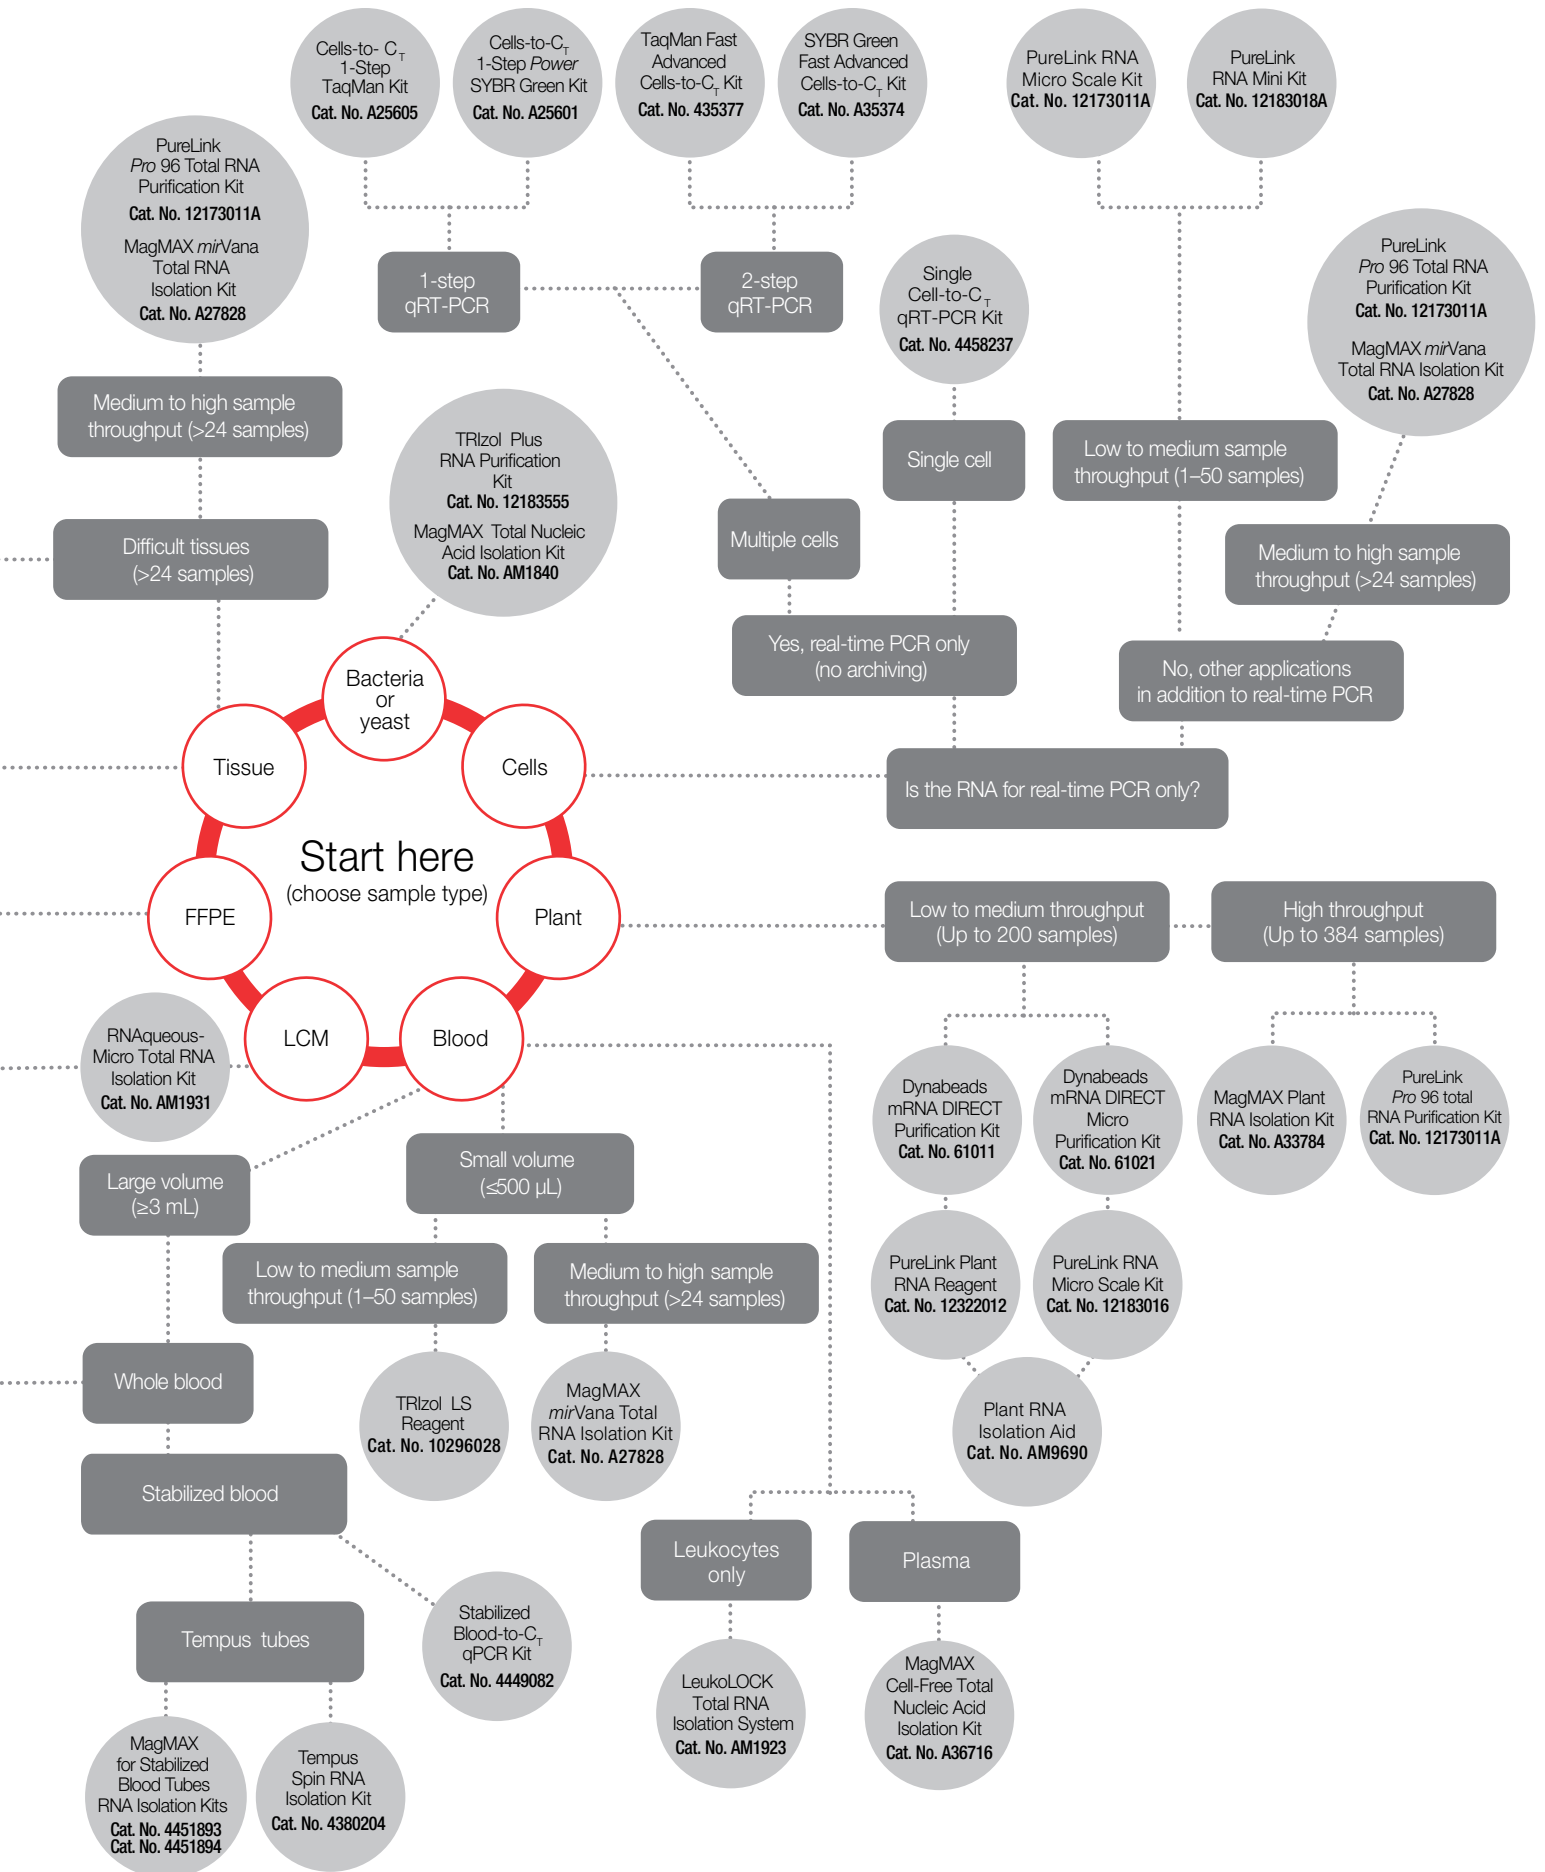 Cells-to- CT
1-Step
TaqMan Kit
Cat. No. A25605
Cells-to-CT
1-Step Power
SYBR Green Kit
Cat. No. A25601
TaqMan Fast
Advanced
Cells-to-CT Kit
Cat. No. 435377
SYBR Green
Fast Advanced
Cells-to-CT Kit
Cat. No. A35374
PureLink RNA
Micro Scale Kit
Cat. No. 12173011A
PureLink
RNA Mini Kit
Cat. No. 12183018A
PureLink
Pro 96 Total RNA
Purification Kit
Cat. No. 12173011A
MagMAX mirVana
Total RNA
Isolation Kit
Cat. No. A27828
1-step
qRT-PCR
2-step
qRT-PCR
Single
Cell-to-CT
qRT-PCR Kit
Cat. No. 4458237
PureLink
Pro 96 Total RNA
Purification Kit
Cat. No. 12173011A
MagMAX mirVana
Total RNA Isolation Kit
Cat. No. A27828
Medium to high sample
throughput (>24 samples)
TRIzol Plus
RNA Purification
Kit
Cat. No. 12183555
MagMAX Total Nucleic
Acid Isolation Kit
Cat. No. AM1840
Single cell
Low to medium sample
throughput (1–50 samples)
Difficult tissues
(>24 samples)
Multiple cells
Medium to high sample
throughput (>24 samples)
Yes, real-time PCR only
(no archiving)
No, other applications
in addition to real-time PCR
Bacteria
or
yeast
Tissue
Cells
Is the RNA for real-time PCR only?
Start here
(choose sample type)
FFPE
Plant
Low to medium throughput
(Up to 200 samples)
High throughput
(Up to 384 samples)
LCM
Blood
RNAqueous-
Micro Total RNA
Isolation Kit
Cat. No. AM1931
Dynabeads
mRNA DIRECT
Purification Kit
Cat. No. 61011
Dynabeads
mRNA DIRECT
Micro
Purification Kit
Cat. No. 61021
MagMAX Plant
RNA Isolation Kit
Cat. No. A33784
PureLink
Pro 96 total
RNA Purification Kit
Cat. No. 12173011A
Large volume
(≥3 mL)
Small volume
(≤500 µL)
Low to medium sample
throughput (1–50 samples)
Medium to high sample
throughput (>24 samples)
PureLink Plant
RNA Reagent
Cat. No. 12322012
PureLink RNA
Micro Scale Kit
Cat. No. 12183016
Whole blood
TRIzol LS
Reagent
Cat. No. 10296028
MagMAX
mirVana Total
RNA Isolation Kit
Cat. No. A27828
Plant RNA
Isolation Aid
Cat. No. AM9690
Stabilized blood
Leukocytes
only
Plasma
Tempus tubes
Stabilized
Blood-to-CT
qPCR Kit
Cat. No. 4449082
LeukoLOCK
Total RNA
Isolation System
Cat. No. AM1923
MagMAX
Cell-Free Total
Nucleic Acid
Isolation Kit
Cat. No. A36716
MagMAX
for Stabilized
Blood Tubes
RNA Isolation Kits
Cat. No. 4451893
Cat. No. 4451894
Tempus
Spin RNA
Isolation Kit
Cat. No. 4380204